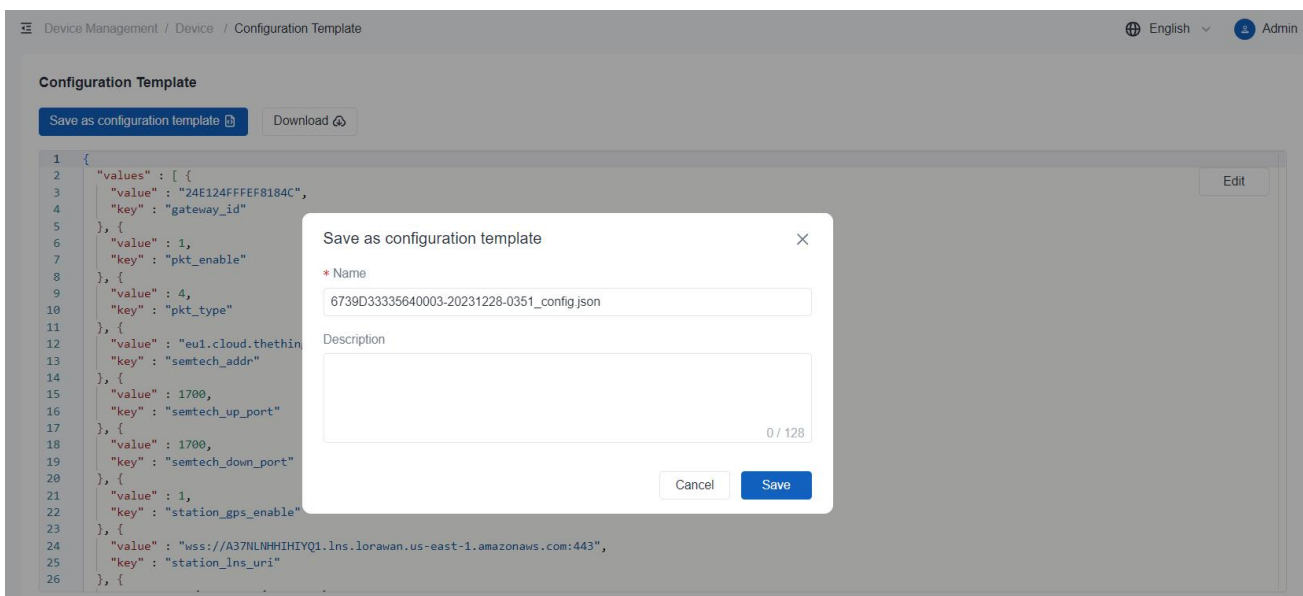 Device Management / Device / Configuration Template
English
Admin
Configuration Template
Save as configuration template
Download
1 {
2 "values" : [ {
Edit
3 "value" : "24E124FFFEF8184C",
4 "key" : "gateway_id"
5 }, {
6 "value" : 1,
7 "key" : "pkt_enable"
8 }, {
9 "value" : 4,
10 "key" : "pkt_type"
11 }, {
12 "value" : "eu1.cloud.thethin
13 "key" : "semtech_addr"
14 }, {
15 "value" : 1700,
16 "key" : "semtech_up_port"
17 }, {
18 "value" : 1700,
19 "key" : "semtech_down_port"
20 }, {
21 "value" : 1,
22 "key" : "station_gps_enable"
23 }, {
24 "value" : "wss://A37NLNHHIHIYQ1.lns.lorawan.us-east-1.amazonaws.com:443",
25 "key" : "station_lns_uri"
26 }, {
Save as configuration template
* Name
6739D33335640003-20231228-0351_config.json
Description
0 / 128
Cancel
Save